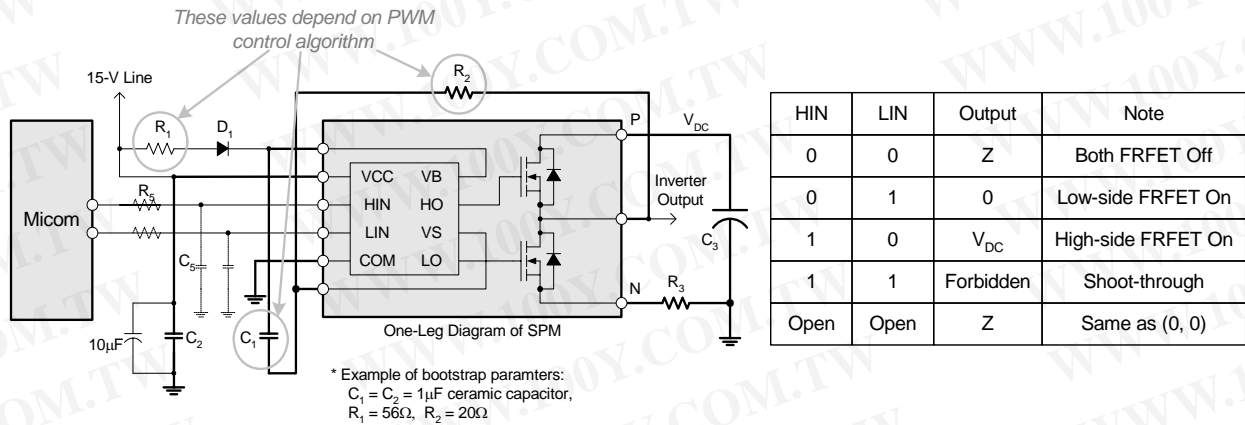 These values depend on PWM
control algorithm
15-V Line
R1
D1
R2
P
VDC
VCC VB
HIN HO
LIN VS
COM LO
Micom
R5
C5
Inverter
Output
C3
N
R3
10μF
C2
C1
One-Leg Diagram of SPM
* Example of bootstrap paramters:
C1 = C2 = 1μF ceramic capacitor,
R1 = 56Ω, R2 = 20Ω
HIN LIN Output Note
0 0 Z Both FRFET Off
0 1 0 Low-side FRFET On
1 0 VDC High-side FRFET On
1 1 Forbidden Shoot-through
Open Open Z Same as (0, 0)
WWW.100Y.COM.TW